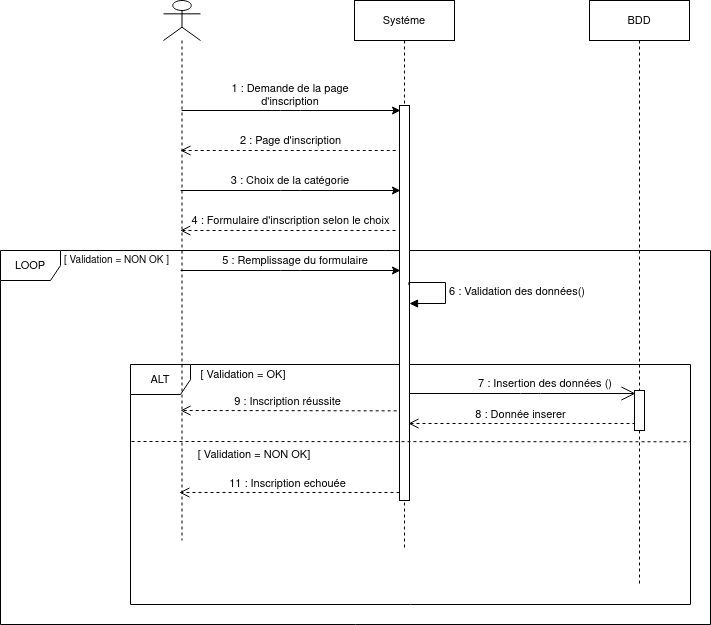 Systéme
BDD
1 : Demande de la page
d'inscription
2 : Page d'inscription
3 : Choix de la catégorie
4 : Formulaire d'inscription selon le choix
LOOP
[ Validation = NON OK ]
5 : Remplissage du formulaire
6 : Validation des données()
ALT
[ Validation = OK]
7 : Insertion des données ()
9 : Inscription réussite
8 : Donnée inserer
[ Validation = NON OK]
11 : Inscription echouée